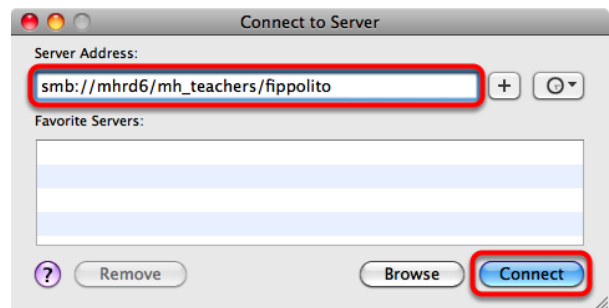 Connect to Server
Server Address:
smb://mhrd6/mh_teachers/fippolito
+
Favorite Servers:
? Remove Browse Connect